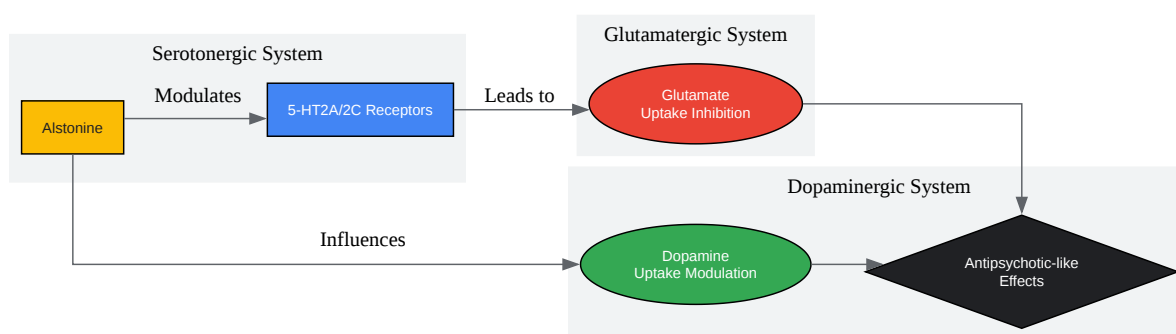 Serotonergic System
Glutamatergic System
Modulates
Alstonine
5-HT2A/2C Receptors
Leads to
Glutamate
Uptake Inhibition
Dopaminergic System
Influences
Dopamine
Uptake Modulation
Antipsychotic-like
Effects